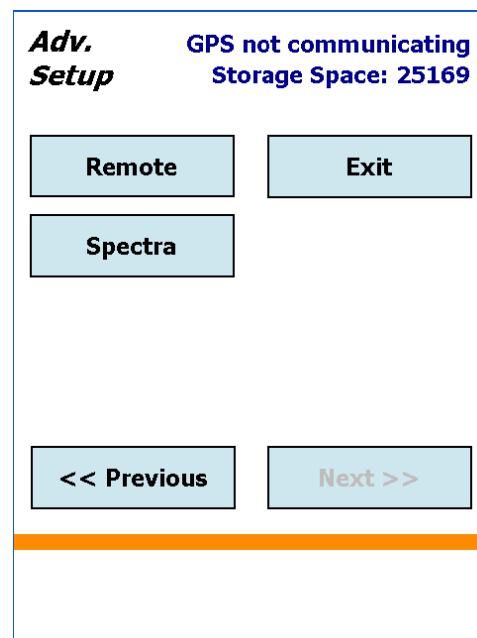 Adv. GPS not communicating
Setup Storage Space: 25169
Remote Exit
Spectra
<< Previous Next >>